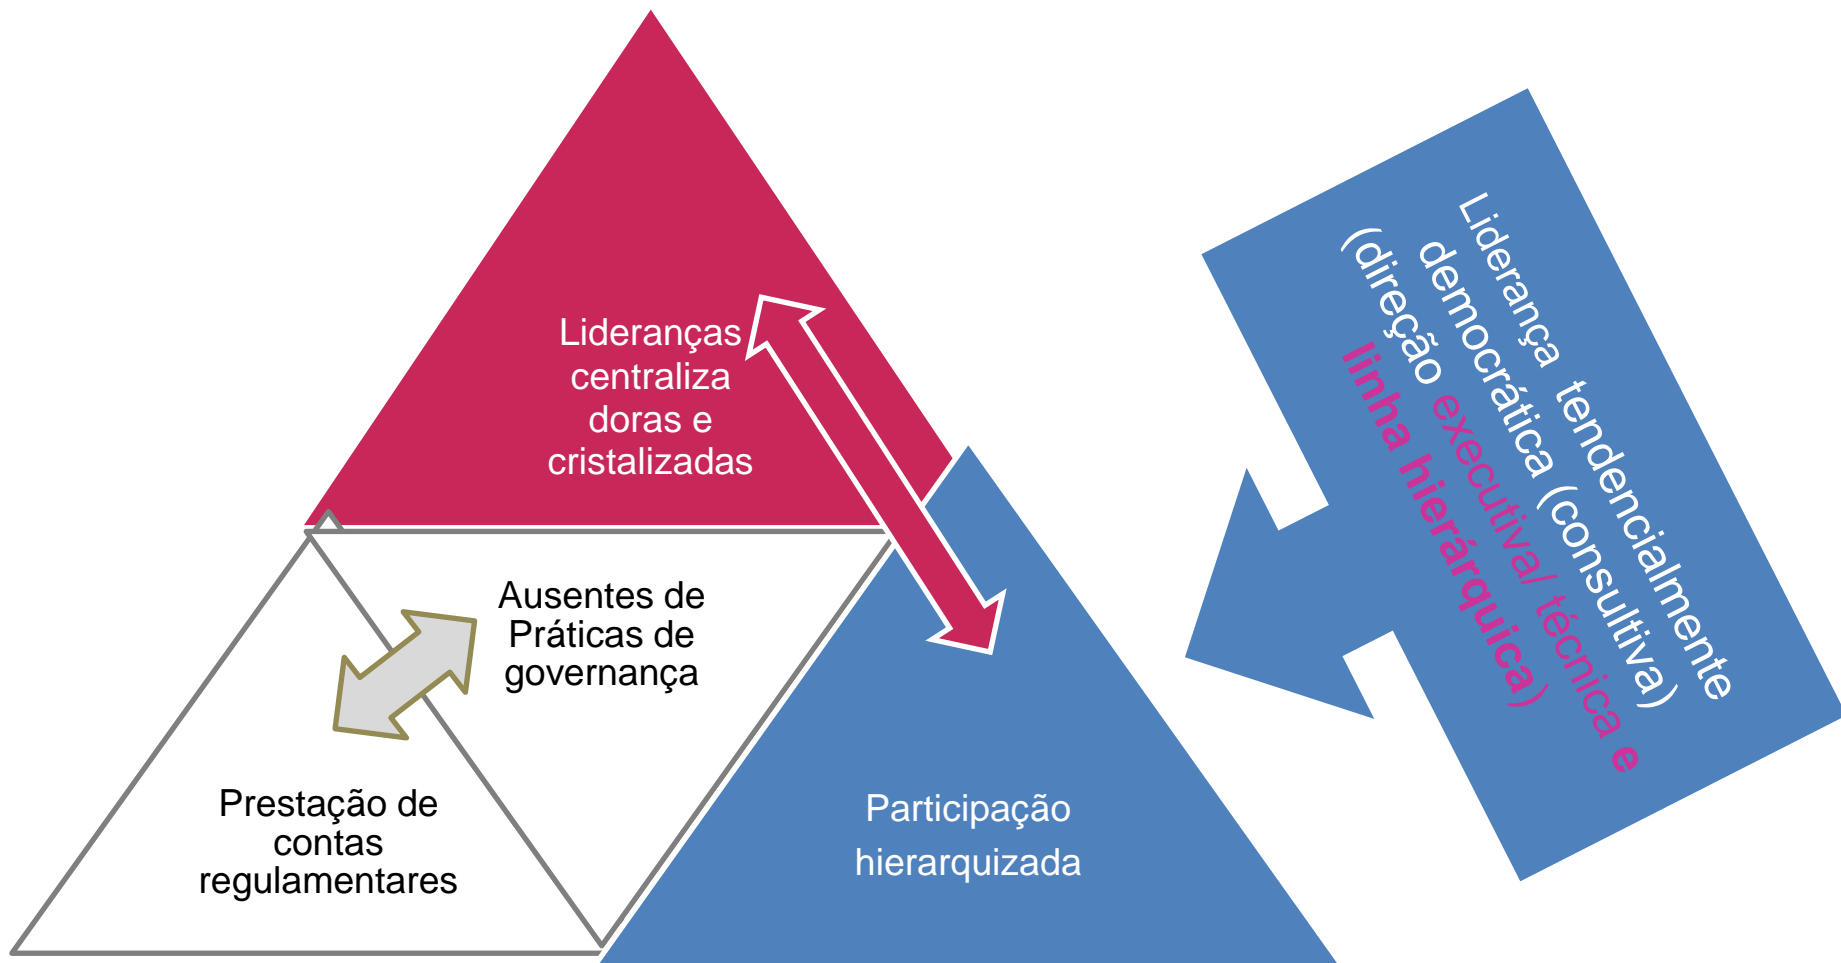 Lideranças
centraliza
doras e
cristalizadas
Ausentes de
Práticas de
governança
Prestação de
contas
regulamentares
Participação
hierarquizada
Liderança tendencialmente
democrática (consultiva)
(direção executiva/ técnica e
linha hierárquica)